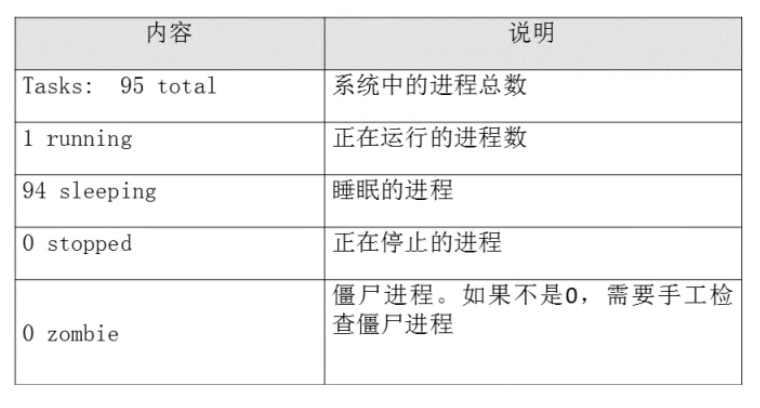 内容 说明
Tasks:  95 total 系统中的进程总数
1 running 正在运行的进程数
94 sleeping 睡眠的进程
0 stopped 正在停止的进程
0 zombie 僵尸进程。如果不是0，需要手工检
查僵尸进程